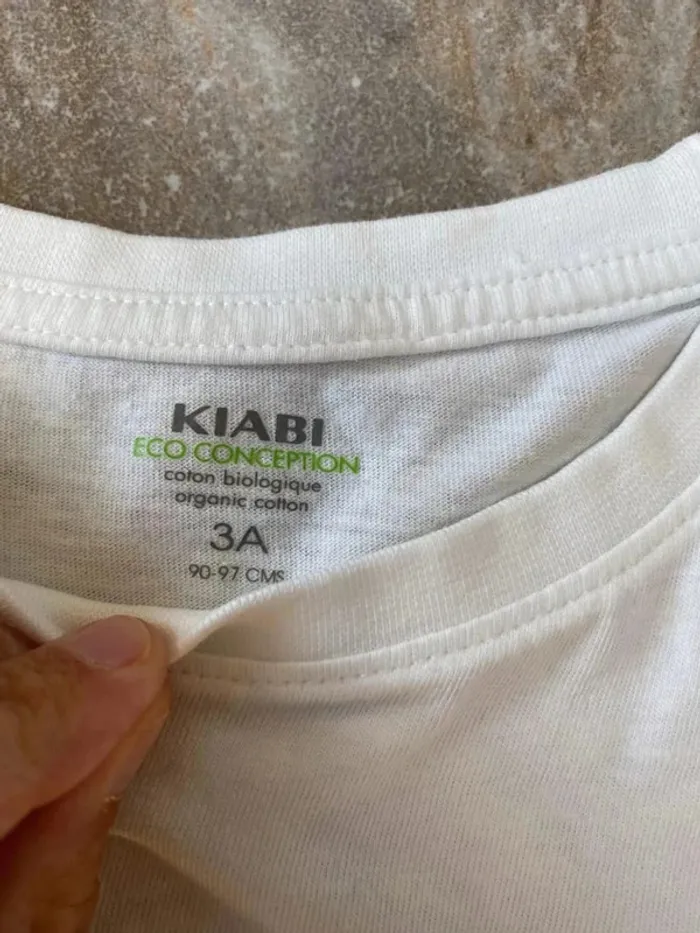 KIABI
ECO CONCEPTION
coton biologique
organic cotton
3A
90-97 CMS